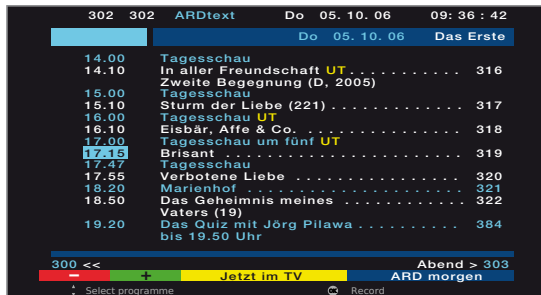 302 302 ARDtext Do 05. 10. 06 09: 36 : 42
Do 05. 10. 06 Das Erste
14.00 Tagesschau
14.10 In aller Freundschaft UT . . . . . . . . . . . 316
Zweite Begegnung (D, 2005)
15.00 Tagesschau
15.10 Sturm der Liebe (221) . . . . . . . . . . . . . 317
16.00 Tagesschau UT
16.10 Eisbär, Affe & Co. . . . . . . . . . . . . . . . . 318
17.00 Tagesschau um fünf UT
17.15 Brisant . . . . . . . . . . . . . . . . . . . . 319
17.47 Tagesschau
17.55 Verbotene Liebe . . . . . . . . . . . . . . . . 320
18.20 Marienhof . . . . . . . . . . . . . . . . . . . . 321
18.50 Das Geheimnis meines . . . . . . . . . . . 322
Vaters (19)
19.20 Das Quiz mit Jörg Pilawa . . . . . . . . . . 384
bis 19.50 Uhr
300 << Abend > 303
– + Jetzt im TV ARD morgen
Select programme Record